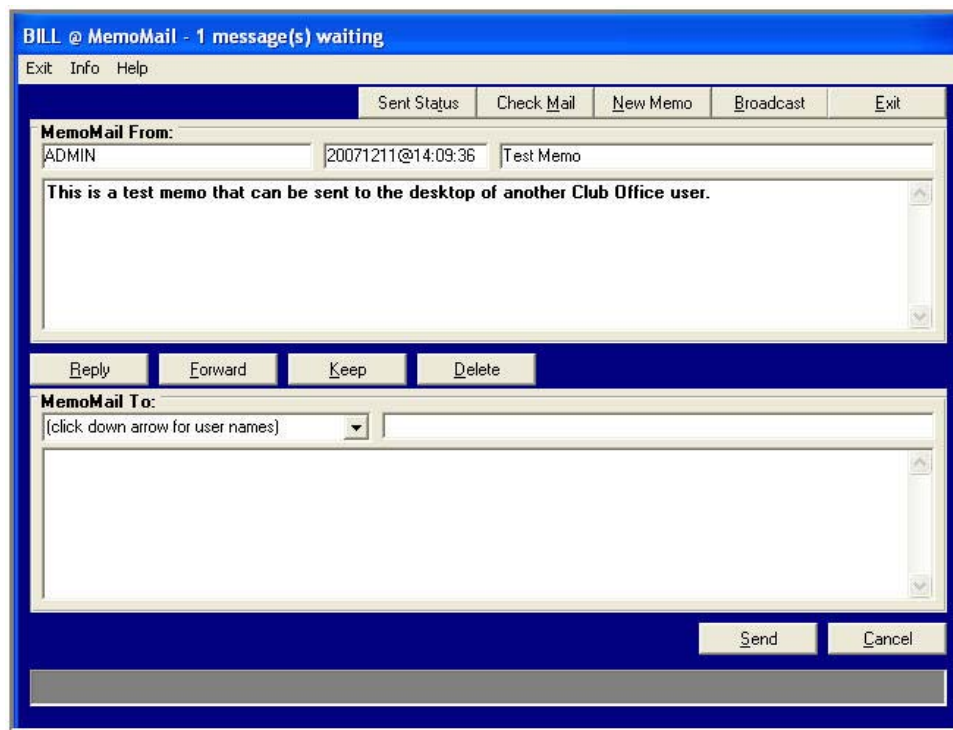 BILL @ MemoMail - 1 message(s) waiting
Exit Info Help
Sent Status Check Mail New Memo Broadcast Exit
MemoMail From:
ADMIN 20071211@14:09:36 Test Memo
This is a test memo that can be sent to the desktop of another Club Office user.
Reply Forward Keep Delete
MemoMail To:
(click down arrow for user names)
Send Cancel